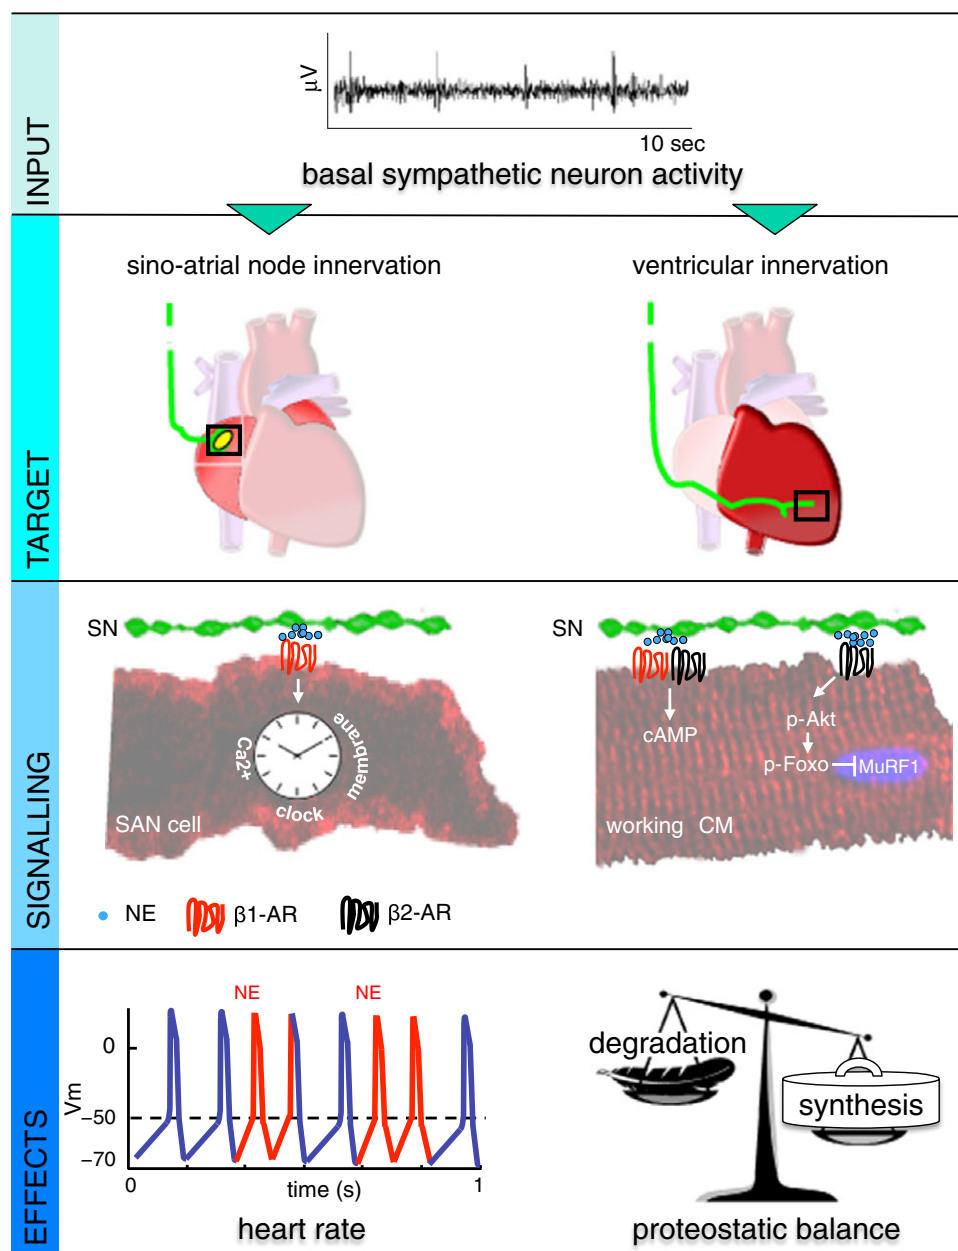 INPUT
μV
10 sec
basal sympathetic neuron activity
TARGET
sino-atrial node innervation
ventricular innervation
SIGNALLING
SN
Ca2+
membrane
clock
SAN cell
SN
cAMP
p-Akt
p-Foxo
MuRF1
working CM
NE
β1-AR
β2-AR
EFFECTS
NE
NE
Vm
0
−50
−70
0
time (s)
1
heart rate
degradation
synthesis
proteostatic balance